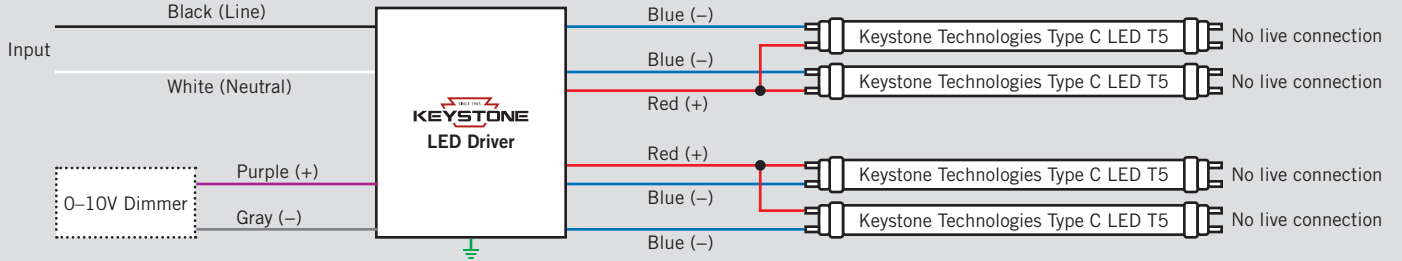 Input
Black (Line)
White (Neutral)
0–10V Dimmer
Purple (+)
Gray (–)
SINCE 1945
KEYSTONE
LED Driver
Blue (–)
Blue (–)
Red (+)
Red (+)
Blue (–)
Blue (–)
Keystone Technologies Type C LED T5
No live connection
Keystone Technologies Type C LED T5
No live connection
Keystone Technologies Type C LED T5
No live connection
Keystone Technologies Type C LED T5
No live connection